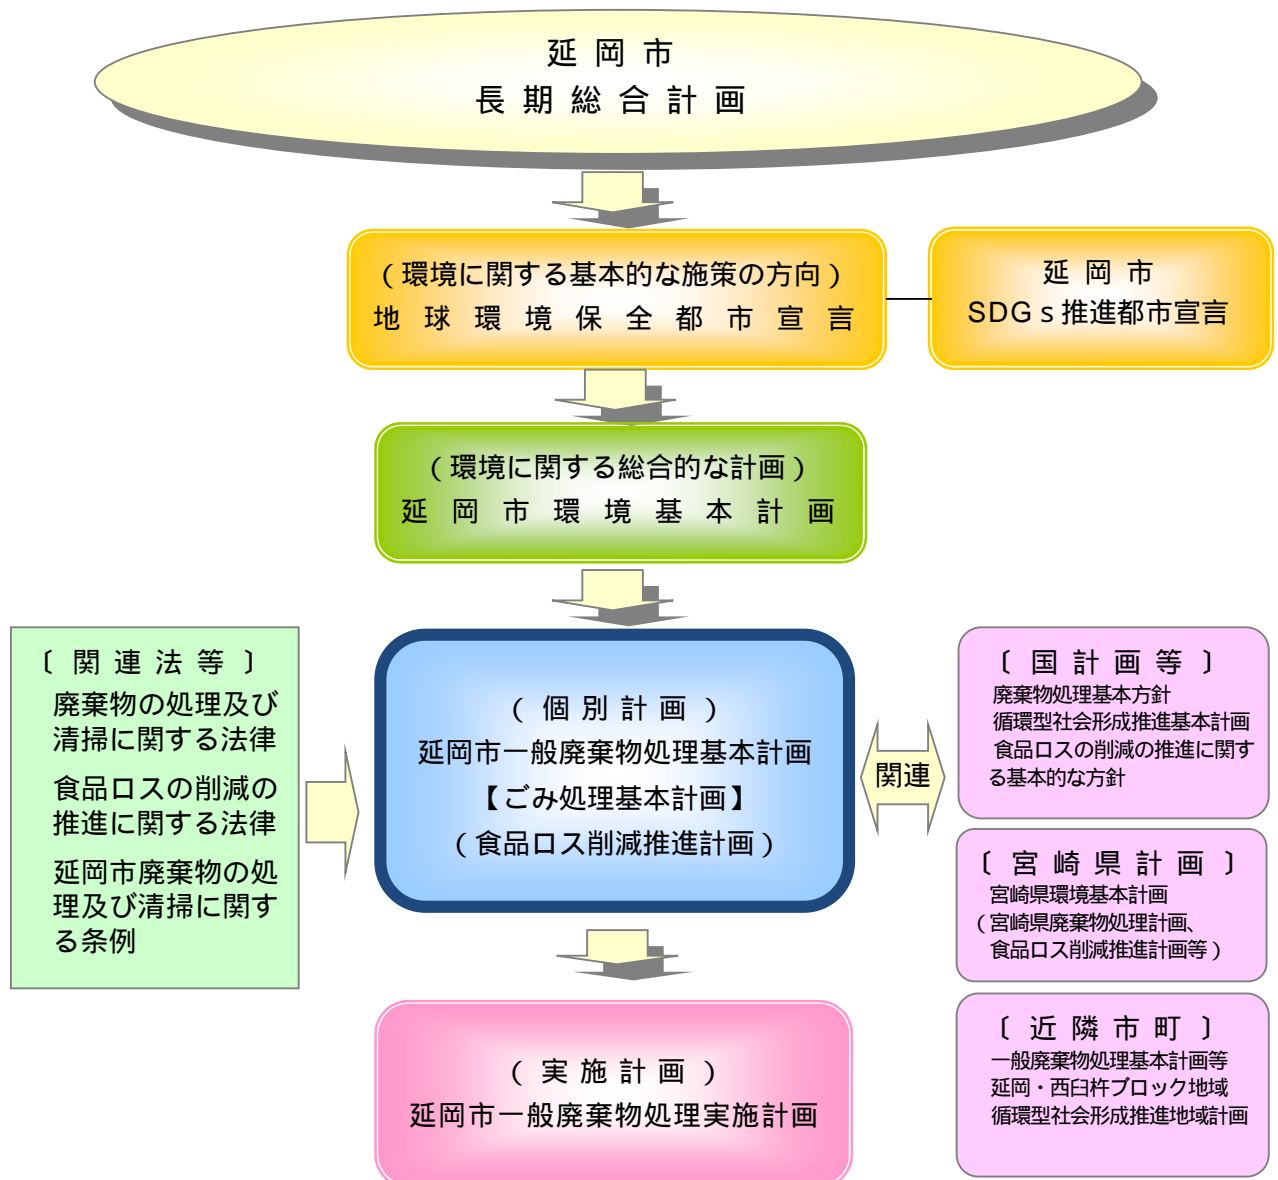 延岡市
長期総合計画
（環境に関する基本的な施策の方向）
地球環境保全都市宣言
延岡市
SDGｓ推進都市宣言
（環境に関する総合的な計画）
延岡市環境基本計画
〔関連法等〕
廃棄物の処理及び
清掃に関する法律
食品ロスの削減の
推進に関する法律
延岡市廃棄物の処
理及び清掃に関す
る条例
（個別計画）
延岡市一般廃棄物処理基本計画
【ごみ処理基本計画】
（食品ロス削減推進計画）
関連
〔国計画等〕
廃棄物処理基本方針
循環型社会形成推進基本計画
食品ロスの削減の推進に関す
る基本的な方針
〔宮崎県計画〕
宮崎県環境基本計画
（宮崎県廃棄物処理計画、
食品ロス削減推進計画等）
〔近隣市町〕
一般廃棄物処理基本計画等
延岡・西臼杵ブロック地域
循環型社会形成推進地域計画
（実施計画）
延岡市一般廃棄物処理実施計画